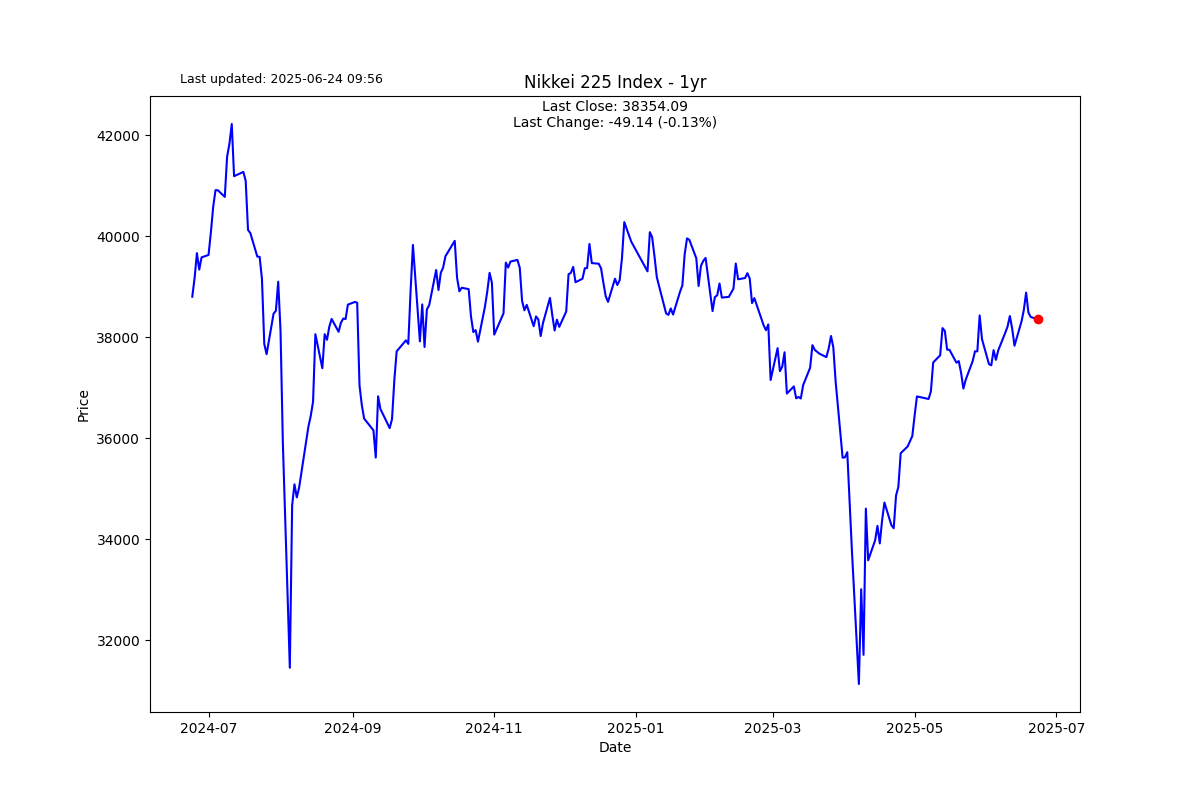 Last updated: 2025-06-24 09:56
Nikkei 225 Index - 1yr
Last Close: 38354.09
Last Change: -49.14 (-0.13%)
42000
40000
38000
36000
34000
32000
Price
2024-07
2024-09
2024-11
2025-01
2025-03
2025-05
2025-07
Date